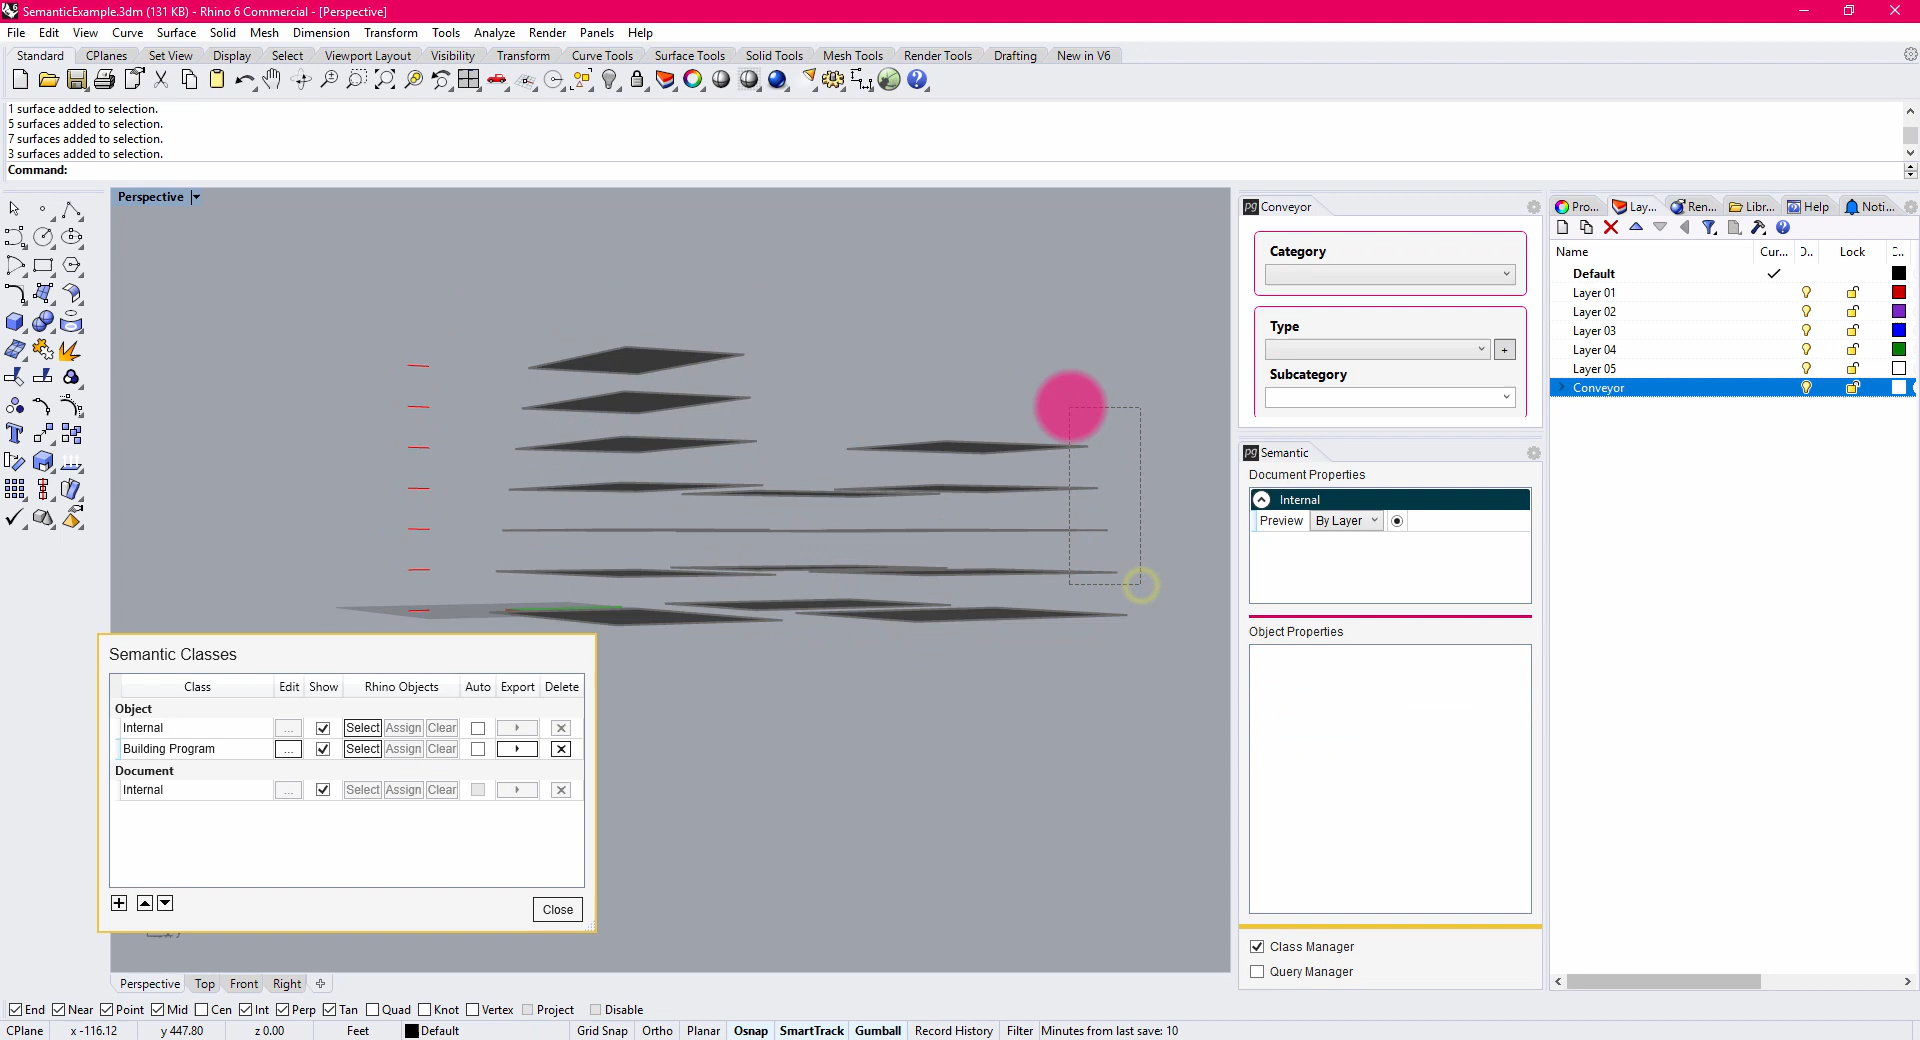 SemanticExample.3dm (131 KB) - Rhino 6 Commercial - [Perspective]
File Edit View Curve Surface Solid Mesh Dimension Transform Tools Analyze Render Panels Help
Standard CPlanes Set View Display Select Viewport Layout Visibility Transform Curve Tools Surface Tools Solid Tools Mesh Tools Render Tools Drafting New in V6
1 surface added to selection.
5 surfaces added to selection.
7 surfaces added to selection.
3 surfaces added to selection.
Command:
Perspective
pg Conveyor
Category
Type
+
Subcategory
pg Semantic
Document Properties
Internal
Preview By Layer
Object Properties
Class Manager
Query Manager
Pro... Lay... Ren... Libr... Help Noti...
Name Cur... Lock
Default
Layer 01
Layer 02
Layer 03
Layer 04
Layer 05
Conveyor
Semantic Classes
Class Edit Show Rhino Objects Auto Export Delete
Object
Internal ... Select Assign Clear
Building Program ... Select Assign Clear
Document
Internal ... Select Assign Clear
Close
Perspective Top Front Right
End Near Point Mid Cen Int Perp Tan Quad Knot Vertex Project Disable
CPlane x -116.12 y 447.80 z 0.00 Feet Default Grid Snap Ortho Planar Osnap SmartTrack Gumball Record History Filter Minutes from last save: 10